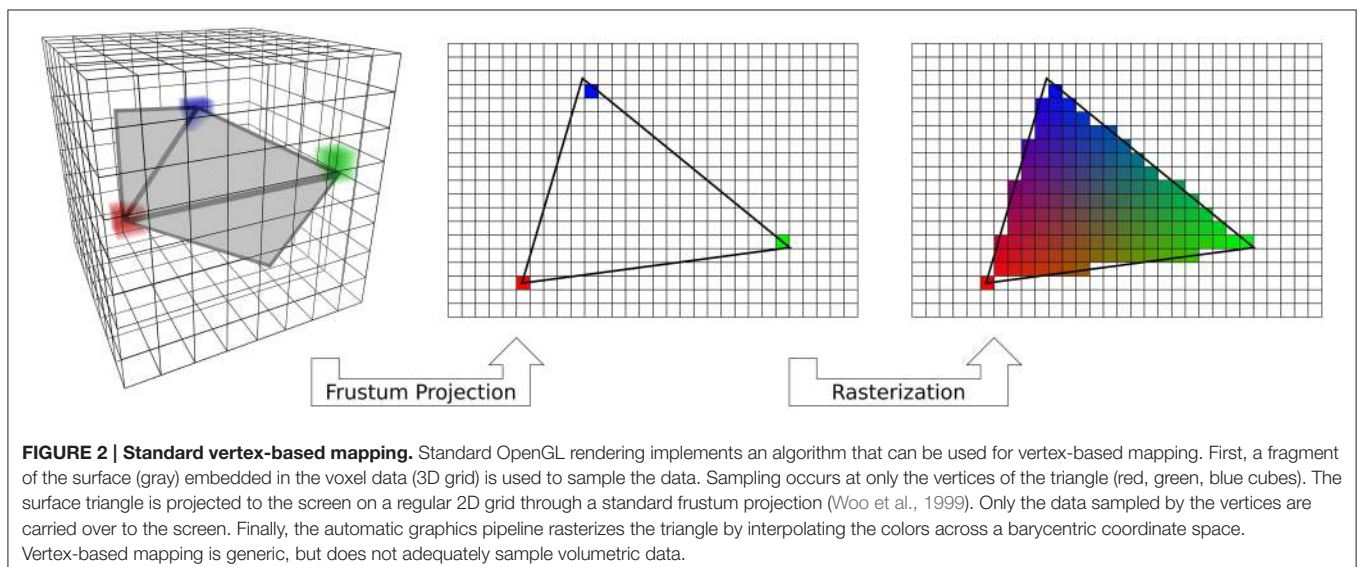 Frustum Projection
Rasterization
FIGURE 2 | Standard vertex-based mapping. Standard OpenGL rendering implements an algorithm that can be used for vertex-based mapping. First, a fragment
of the surface (gray) embedded in the voxel data (3D grid) is used to sample the data. Sampling occurs at only the vertices of the triangle (red, green, blue cubes). The
surface triangle is projected to the screen on a regular 2D grid through a standard frustum projection (Woo et al., 1999). Only the data sampled by the vertices are
carried over to the screen. Finally, the automatic graphics pipeline rasterizes the triangle by interpolating the colors across a barycentric coordinate space.
Vertex-based mapping is generic, but does not adequately sample volumetric data.